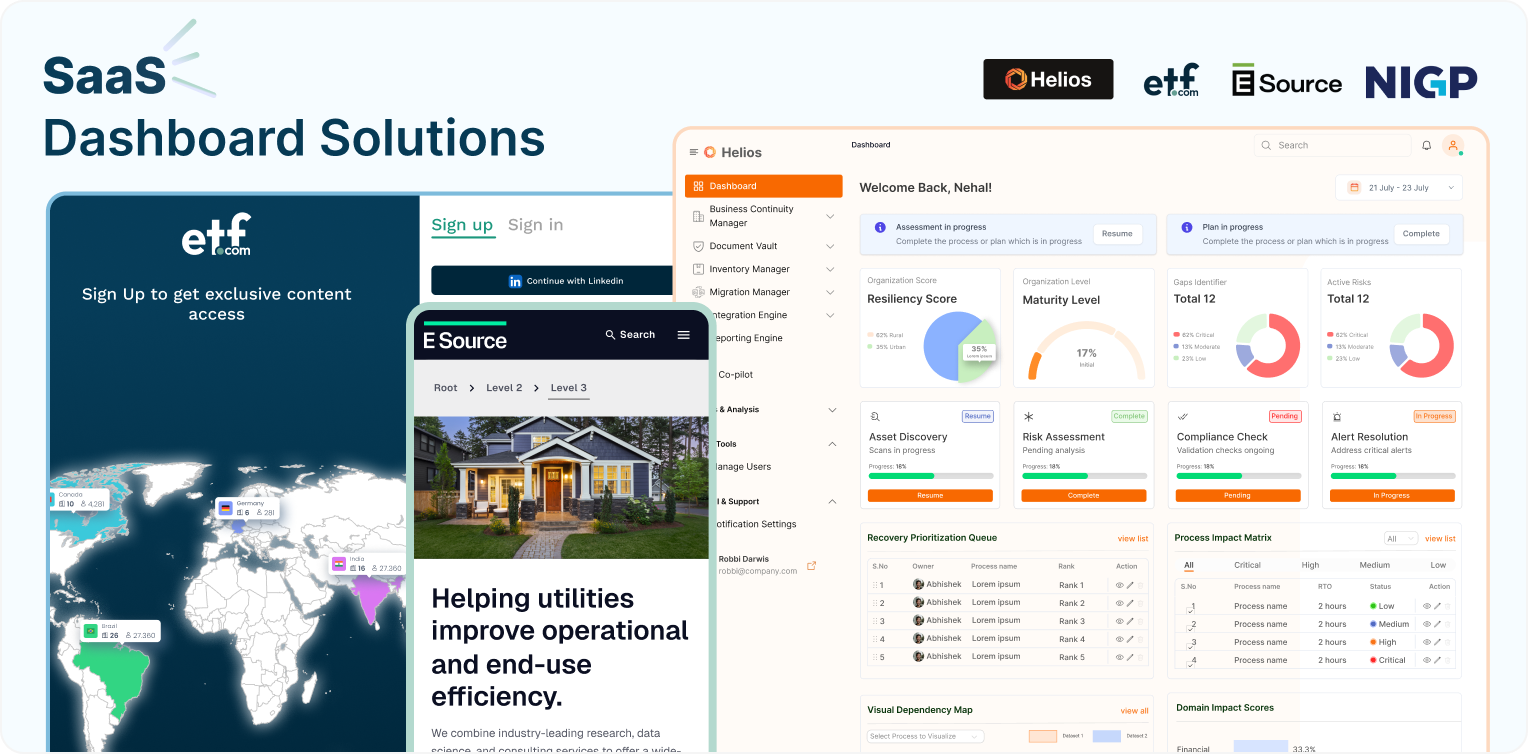 SaaS
Dashboard Solutions
Helios
etf
.com
E Source
NIGP
etf
.com
Sign Up to get exclusive content
access
Sign up
Sign in
in Continue with Linkedin
Canada
10 4.281
Germany
6 281
India
16 27.360
Brazil
26 27.360
E Source
Search
Root
Level 2
Level 3
Helping utilities
improve operational
and end-use
efficiency.
We combine industry-leading research, data
science, and consulting services to offer a wide-
Helios
Dashboard
Search
Dashboard
Business Continuity
Manager
Document Vault
Inventory Manager
Migration Manager
ntegration Engine
eporting Engine
Co-pilot
s & Analysis
Tools
anage Users
l & Support
otification Settings
Robbi Darwis
robbi@company.com
Welcome Back, Nehal!
21 July - 23 July
Assessment in progress
Complete the process or plan which is in progress
Resume
Plan in progress
Complete the process or plan which is in progress
Complete
Organization Score
Resiliency Score
62% Rural
35% Urban
35%
Lorem ipsum
Organization Level
Maturity Level
17%
Initial
Gaps Identifier
Total 12
62% Critical
13% Moderate
23% Low
Active Risks
Total 12
62% Critical
13% Moderate
23% Low
Resume
Asset Discovery
Scans in progress
Progress: 18%
Resume
Complete
Risk Assessment
Pending analysis
Progress: 18%
Complete
Pending
Compliance Check
Validation checks ongoing
Progress: 18%
Pending
In Progress
Alert Resolution
Address critical alerts
Progress: 16%
In Progress
Recovery Prioritization Queue
view list
S.No Owner Process name Rank Action
1 Abhishek Lorem ipsum Rank 1
2 Abhishek Lorem ipsum Rank 2
3 Abhishek Lorem ipsum Rank 3
4 Abhishek Lorem ipsum Rank 4
5 Abhishek Lorem ipsum Rank 5
Process Impact Matrix
All
view list
All Critical High Medium Low
S.No Process name RTO Status Action
1 Process name 2 hours Low
2 Process name 2 hours Medium
3 Process name 2 hours High
4 Process name 2 hours Critical
Visual Dependency Map
view all
Select Process to Visualize
Dataset 1
Dataset 2
Domain Impact Scores
Financial
33.3%